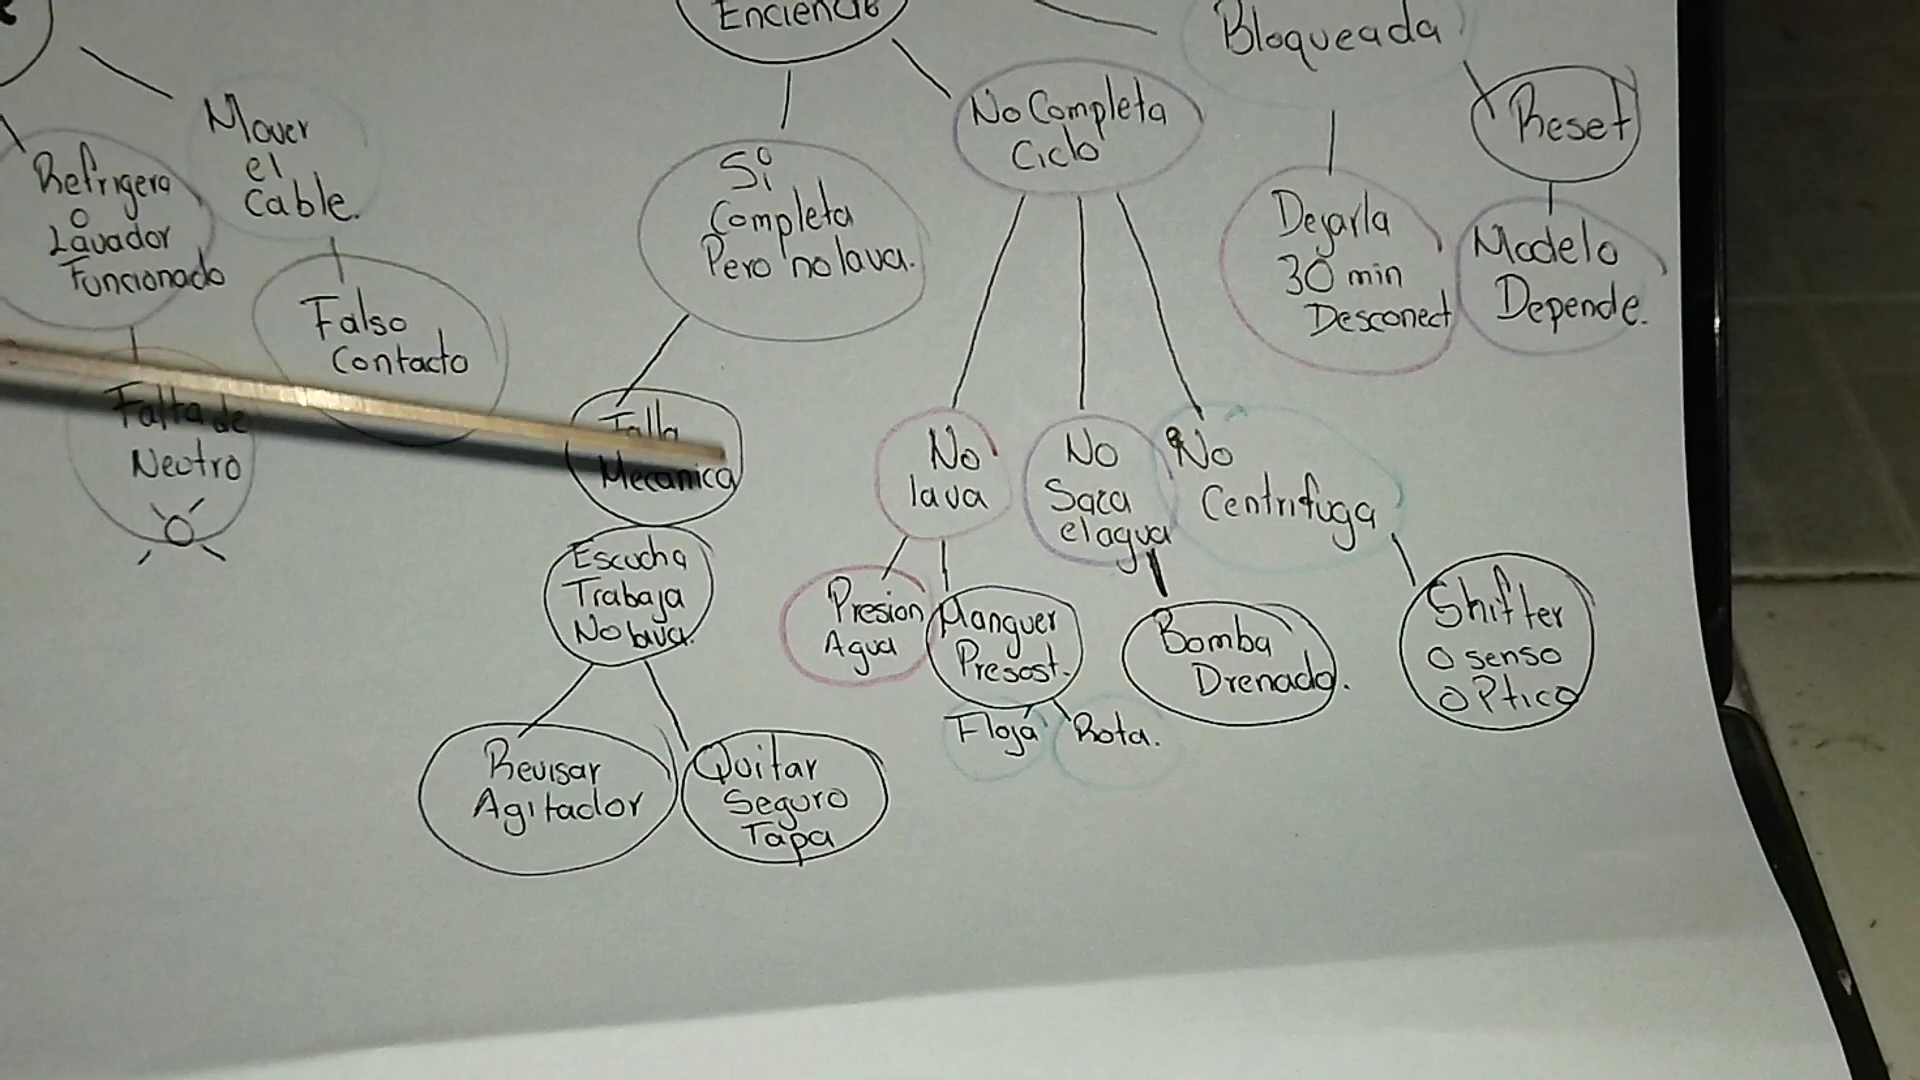 Enciende
Bloqueada
No Completa
Ciclo
Reset
Mover
el
Cable.
Refrigera
o
Lavador
Funcionado
Si
Completa
Pero no lava.
Dejarla
30 min
Desconect
Modelo
Depende.
Falso
Contacto
Falta de
Neutro
Falla
Mecanica
No
lava
No
Saca
el agua
No
Centrifuga
Escucha
Trabaja
No lava.
Presion
Agua
Manguer
Presost.
Floja
Rota.
Bomba
Drenado.
Shifter
o senso
optico
Revisar
Agitador
Quitar
Seguro
Tapa